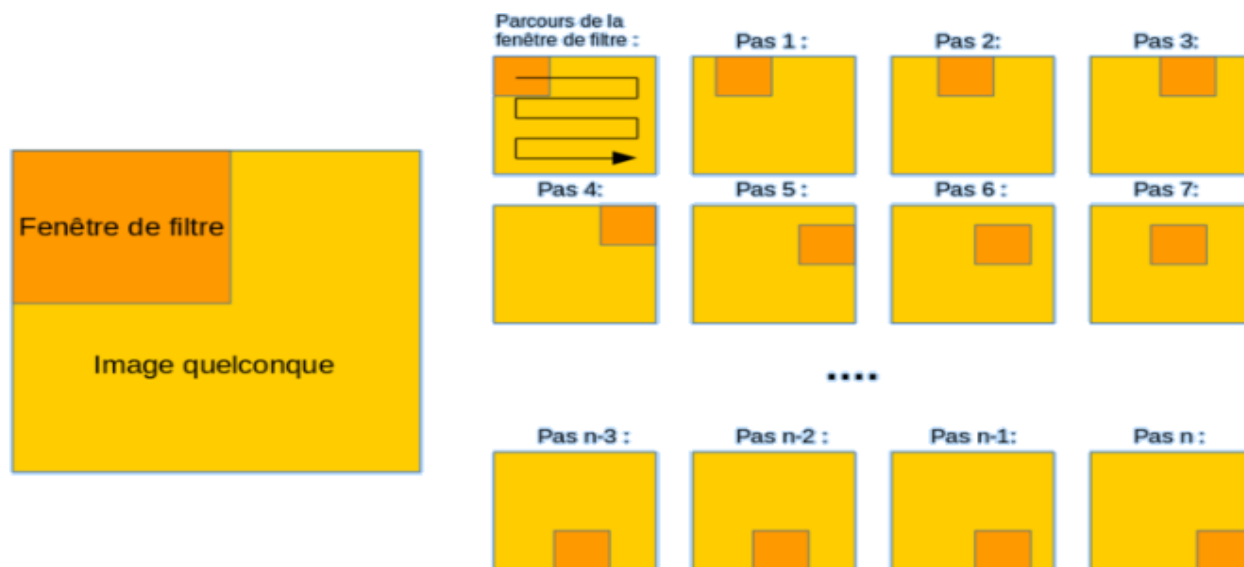 Parcours de la
fenêtre de filtre :
Pas 1 :
Pas 2:
Pas 3:
Fenêtre de filtre
Image quelconque
Pas 4:
Pas 5 :
Pas 6 :
Pas 7:
....
Pas n-3 :
Pas n-2 :
Pas n-1:
Pas n :